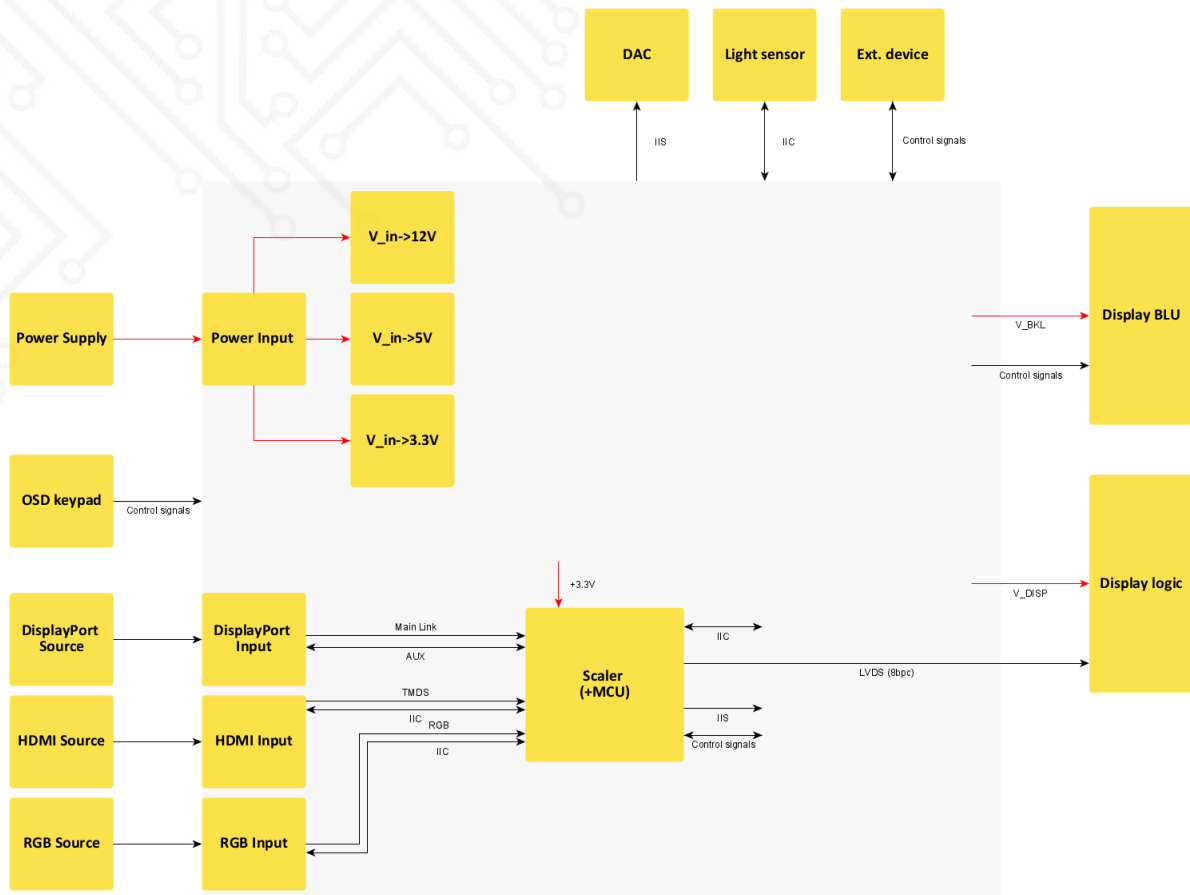 DAC
Light sensor
Ext. device
IIS
IIC
Control signals
V_in->12V
Power Supply
Power Input
V_in->5V
V_in->3.3V
V_BKL
Display BLU
Control signals
OSD keypad
Control signals
+3.3V
V_DISP
Display logic
DisplayPort
Source
DisplayPort
Input
Main Link
AUX
Scaler
(+MCU)
IIC
LVDS (8bpc)
TMDS
IIC
IIS
Control signals
HDMI Source
HDMI Input
RGB
IIC
RGB Source
RGB Input